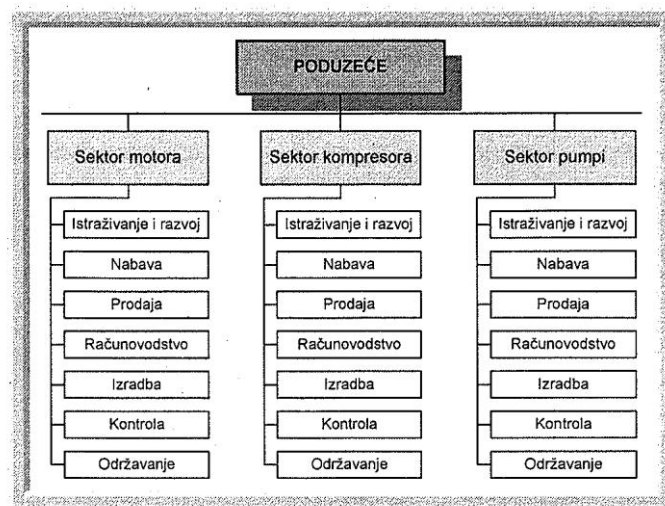 PODUZEĆE
Sektor motora
Istraživanje i razvoj
Nabava
Prodaja
Računovodstvo
Izradba
Kontrola
Održavanje
Sektor kompresora
Istraživanje i razvoj
Nabava
Prodaja
Računovodstvo
Izradba
Kontrola
Održavanje
Sektor pumpi
Istraživanje i razvoj
Nabava
Prodaja
Računovodstvo
Izradba
Kontrola
Održavanje